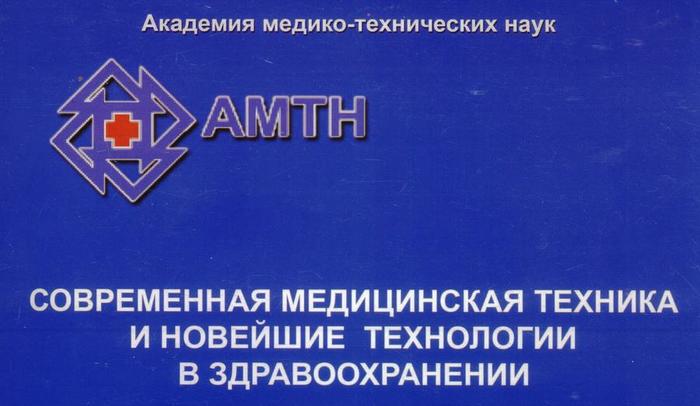 Академия медико-технических наук
АМТН
СОВРЕМЕННАЯ МЕДИЦИНСКАЯ ТЕХНИКА
И НОВЕЙШИЕ ТЕХНОЛОГИИ
В ЗДРАВООХРАНЕНИИ